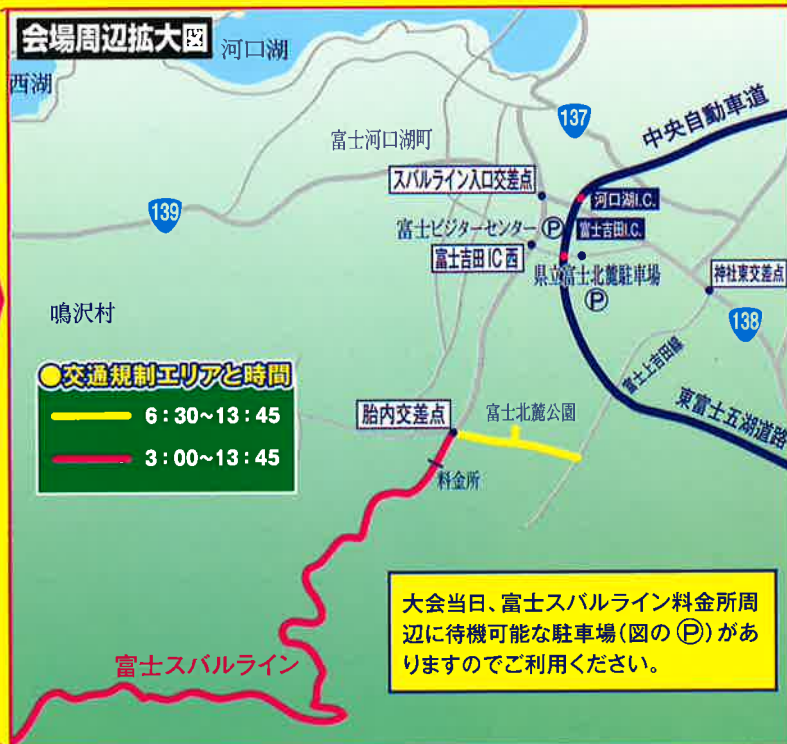 会場周辺拡大図
河口湖
西湖
137
中央自動車道
富士河口湖町
スバルライン入口交差点
139
河口湖I.C.
富士ビジターセンター Ⓟ
富士吉田I.C.
富士吉田IC西
県立富士北麓駐車場
Ⓟ
神社東交差点
鳴沢村
138
●交通規制エリアと時間
6:30~13:45
3:00~13:45
富士上吉田線
東富士五湖道路
胎内交差点
富士北麓公園
料金所
大会当日、富士スバルライン料金所周
辺に待機可能な駐車場(図の Ⓟ)があ
りますのでご利用ください。
富士スバルライン